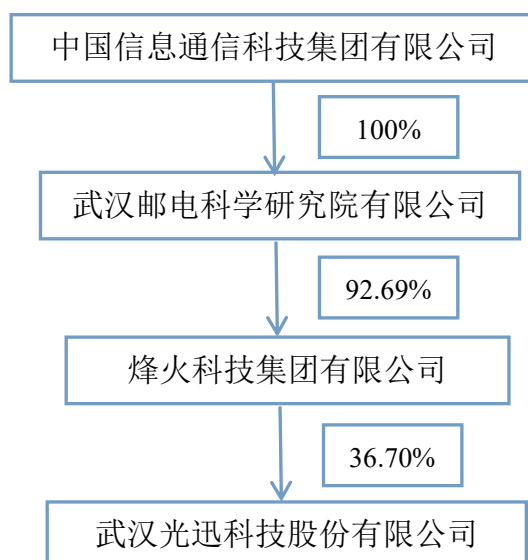 中国信息通信科技集团有限公司
100%
武汉邮电科学研究院有限公司
92.69%
烽火科技集团有限公司
36.70%
武汉光迅科技股份有限公司